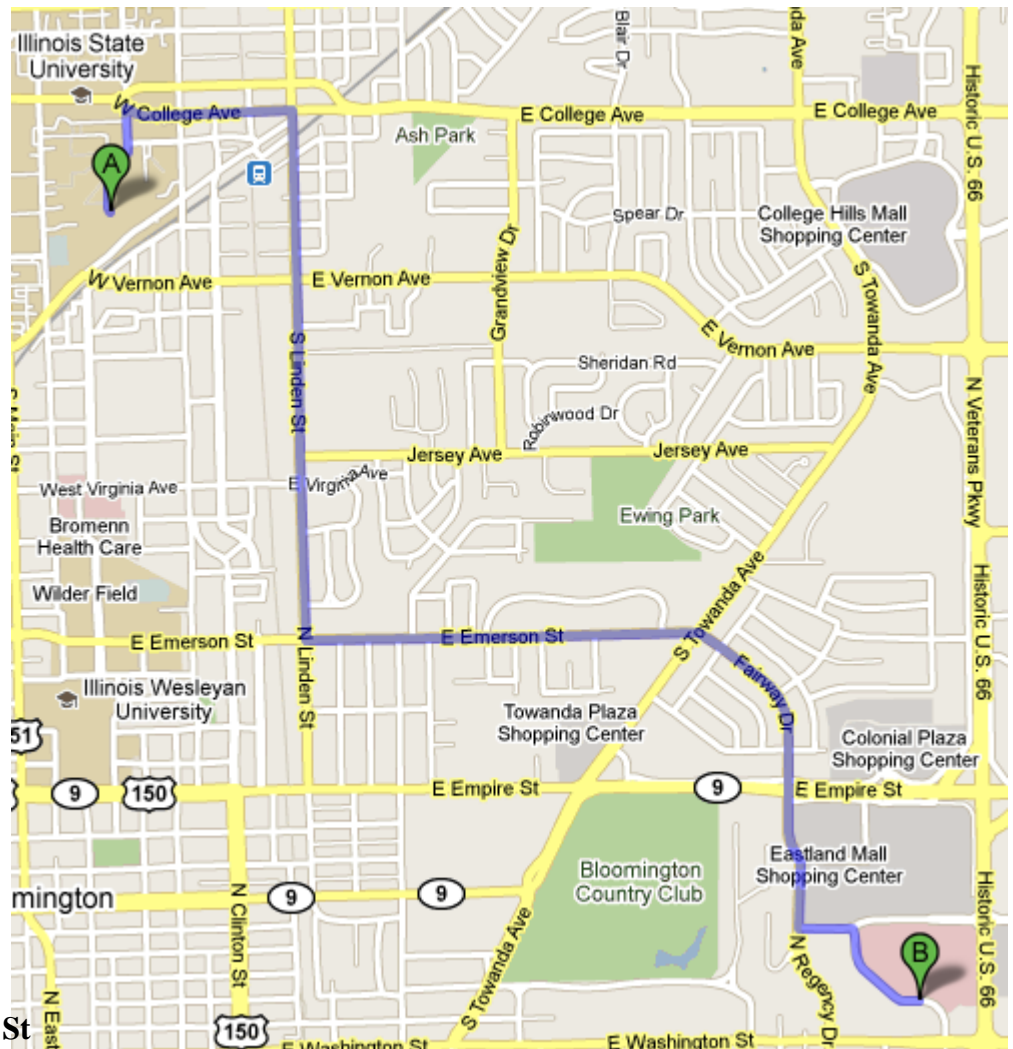 Illinois State
University
Blair Dr
da Ave
Historic U.S. 66
W College Ave
E College Ave
E College Ave
Ash Park
A
Spear Dr
College Hills Mall
Shopping Center
W Vernon Ave
E Vernon Ave
Grandview Dr
S Towanda Ave
E Vernon Ave
S Linden St
Sheridan Rd
Robinwood Dr
N Veterans Pkwy
Jersey Ave
Jersey Ave
West Virginia Ave
E Virginia Ave
Bromenn
Health Care
Ewing Park
Wilder Field
S Towanda Ave
Historic U.S. 66
E Emerson St
N Linden St
E Emerson St
Fairway Dr
Illinois Wesleyan
University
Towanda Plaza
Shopping Center
51
Colonial Plaza
Shopping Center
9
150
E Empire St
9
E Empire St
Bloomington
Country Club
Eastland Mall
Shopping Center
mington
9
9
N Clinton St
S Towanda Ave
Historic U.S. 66
B
N Regency Dr
N East
St
150
E Washington St
E Washington St